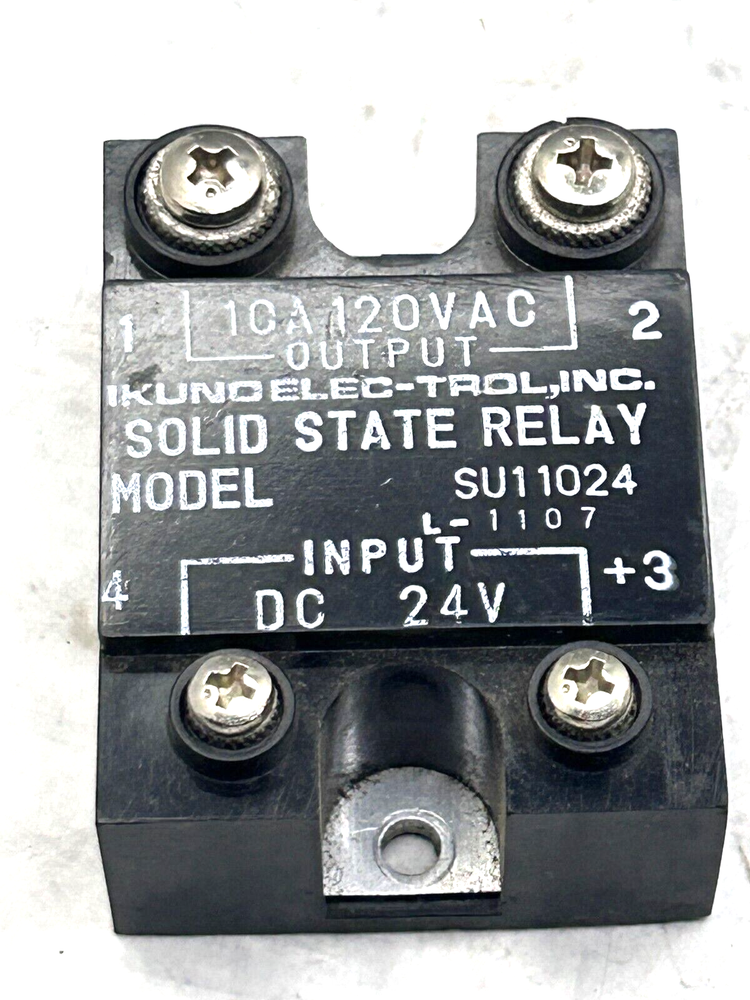 1 10A 120VAC 2
OUTPUT
IKUNO ELEC-TROL, INC.
SOLID STATE RELAY
MODEL SU11024
L-1107
INPUT
4 DC 24V +3